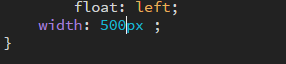 float: left;
width: 500px ;
}